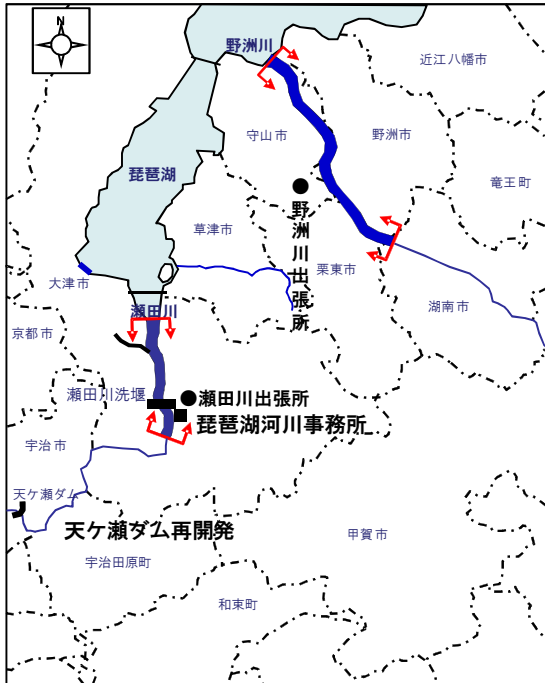 N
野洲川
近江八幡市
守山市
野洲市
琵琶湖
竜王町
野洲川出張所
草津市
栗東市
大津市
湖南市
瀬田川
京都市
瀬田川洗堰
瀬田川出張所
琵琶湖河川事務所
宇治市
天ケ瀬ダム
天ケ瀬ダム再開発
甲賀市
宇治田原町
和束町